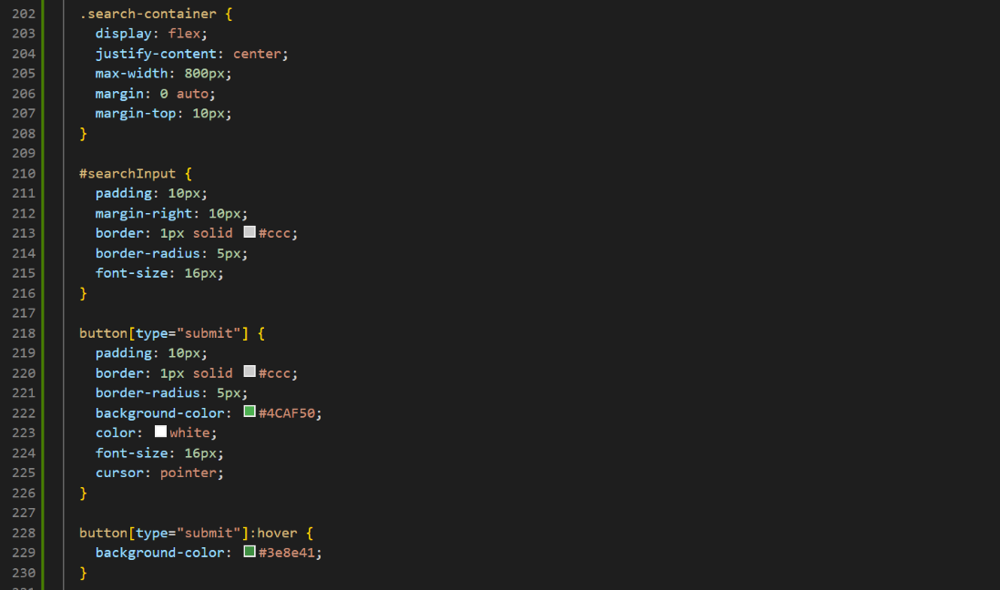 202 .search-container {
203 display: flex;
204 justify-content: center;
205 max-width: 800px;
206 margin: 0 auto;
207 margin-top: 10px;
208 }
209
210 #searchInput {
211 padding: 10px;
212 margin-right: 10px;
213 border: 1px solid #ccc;
214 border-radius: 5px;
215 font-size: 16px;
216 }
217
218 button[type="submit"] {
219 padding: 10px;
220 border: 1px solid #ccc;
221 border-radius: 5px;
222 background-color: #4CAF50;
223 color: white;
224 font-size: 16px;
225 cursor: pointer;
226 }
227
228 button[type="submit"]:hover {
229 background-color: #3e8e41;
230 }